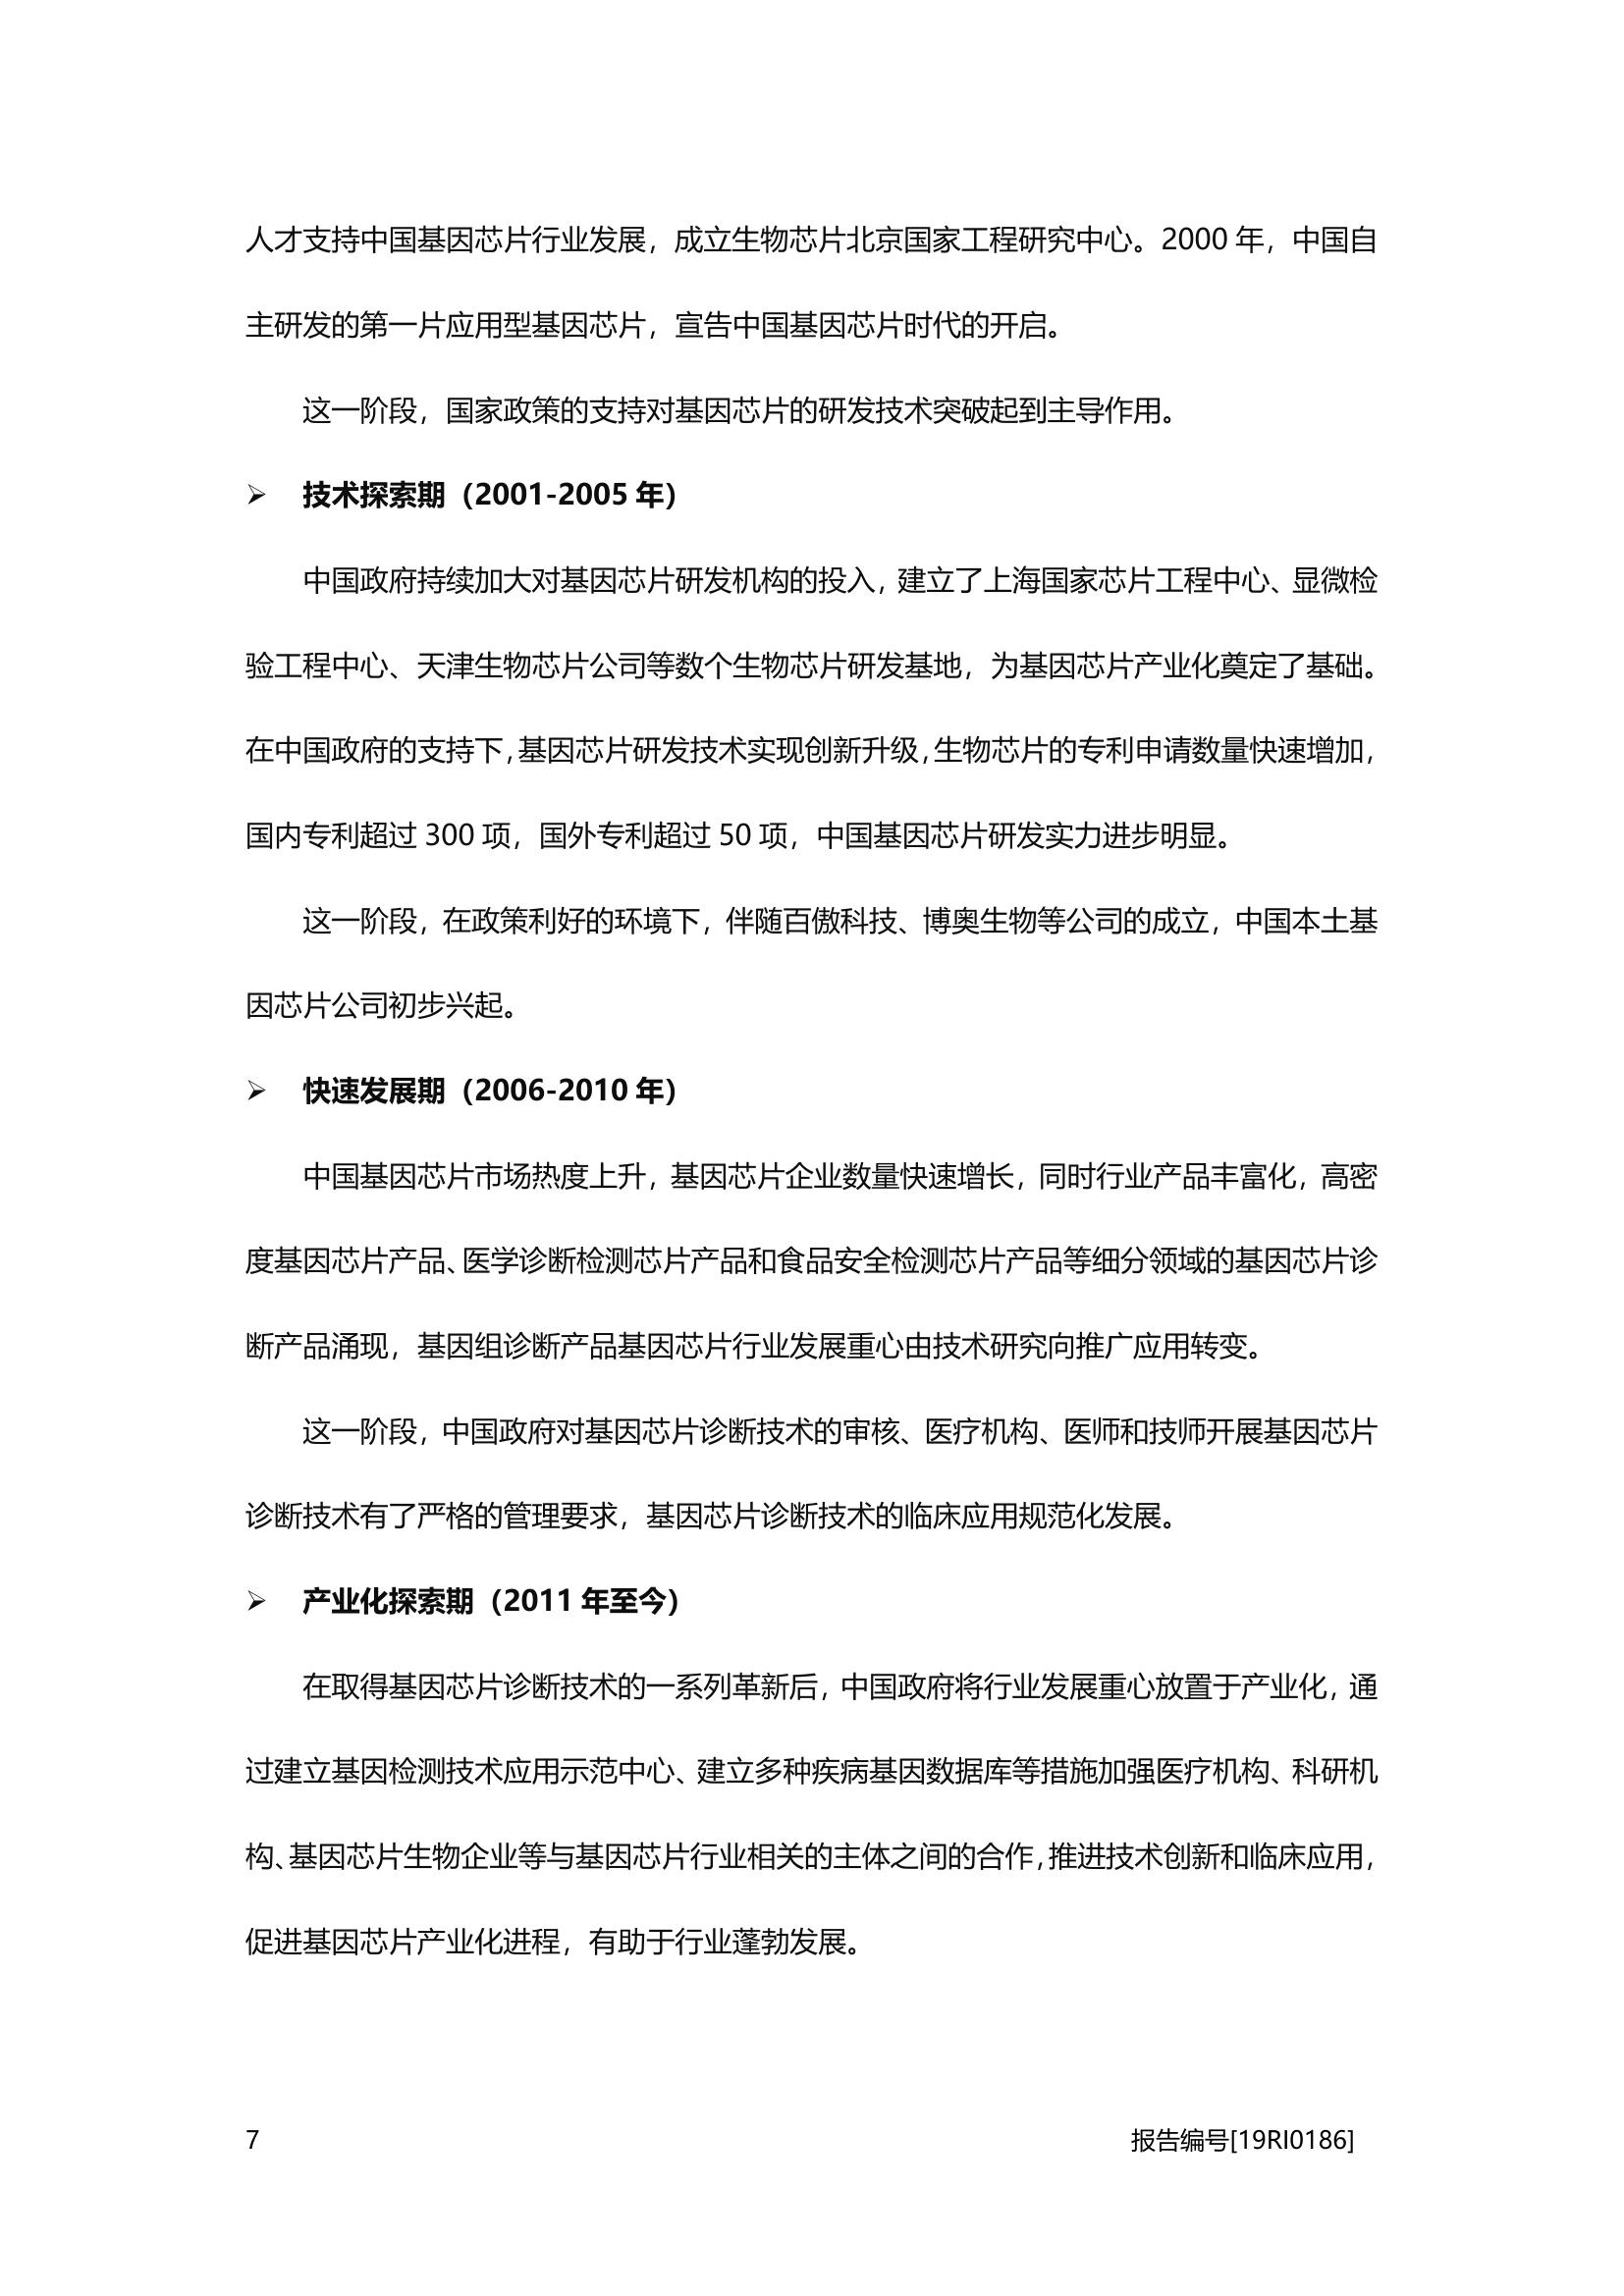 人才支持中国基因芯片行业发展，成立生物芯片北京国家工程研究中心。2000 年，中国自
主研发的第一片应用型基因芯片，宣告中国基因芯片时代的开启。
这一阶段，国家政策的支持对基因芯片的研发技术突破起到主导作用。
➢ 技术探索期（2001-2005 年）
中国政府持续加大对基因芯片研发机构的投入，建立了上海国家芯片工程中心、显微检
验工程中心、天津生物芯片公司等数个生物芯片研发基地，为基因芯片产业化奠定了基础。
在中国政府的支持下，基因芯片研发技术实现创新升级，生物芯片的专利申请数量快速增加，
国内专利超过 300 项，国外专利超过 50 项，中国基因芯片研发实力进步明显。
这一阶段，在政策利好的环境下，伴随百傲科技、博奥生物等公司的成立，中国本土基
因芯片公司初步兴起。
➢ 快速发展期（2006-2010 年）
中国基因芯片市场热度上升，基因芯片企业数量快速增长，同时行业产品丰富化，高密
度基因芯片产品、医学诊断检测芯片产品和食品安全检测芯片产品等细分领域的基因芯片诊
断产品涌现，基因组诊断产品基因芯片行业发展重心由技术研究向推广应用转变。
这一阶段，中国政府对基因芯片诊断技术的审核、医疗机构、医师和技师开展基因芯片
诊断技术有了严格的管理要求，基因芯片诊断技术的临床应用规范化发展。
➢ 产业化探索期（2011 年至今）
在取得基因芯片诊断技术的一系列革新后，中国政府将行业发展重心放置于产业化，通
过建立基因检测技术应用示范中心、建立多种疾病基因数据库等措施加强医疗机构、科研机
构、基因芯片生物企业等与基因芯片行业相关的主体之间的合作，推进技术创新和临床应用，
促进基因芯片产业化进程，有助于行业蓬勃发展。
7 报告编号[19RI0186]